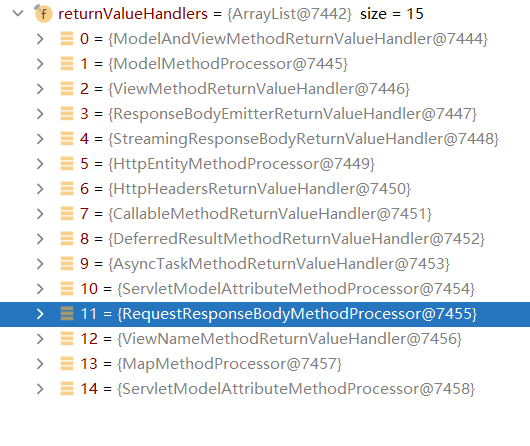 returnValueHandlers = {ArrayList@7442} size = 15
0 = {ModelAndViewMethodReturnValueHandler@7444}
1 = {ModelMethodProcessor@7445}
2 = {ViewMethodReturnValueHandler@7446}
3 = {ResponseBodyEmitterReturnValueHandler@7447}
4 = {StreamingResponseBodyReturnValueHandler@7448}
5 = {HttpEntityMethodProcessor@7449}
6 = {HttpHeadersReturnValueHandler@7450}
7 = {CallableMethodReturnValueHandler@7451}
8 = {DeferredResultMethodReturnValueHandler@7452}
9 = {AsyncTaskMethodReturnValueHandler@7453}
10 = {ServletModelAttributeMethodProcessor@7454}
11 = {RequestResponseBodyMethodProcessor@7455}
12 = {ViewNameMethodReturnValueHandler@7456}
13 = {MapMethodProcessor@7457}
14 = {ServletModelAttributeMethodProcessor@7458}